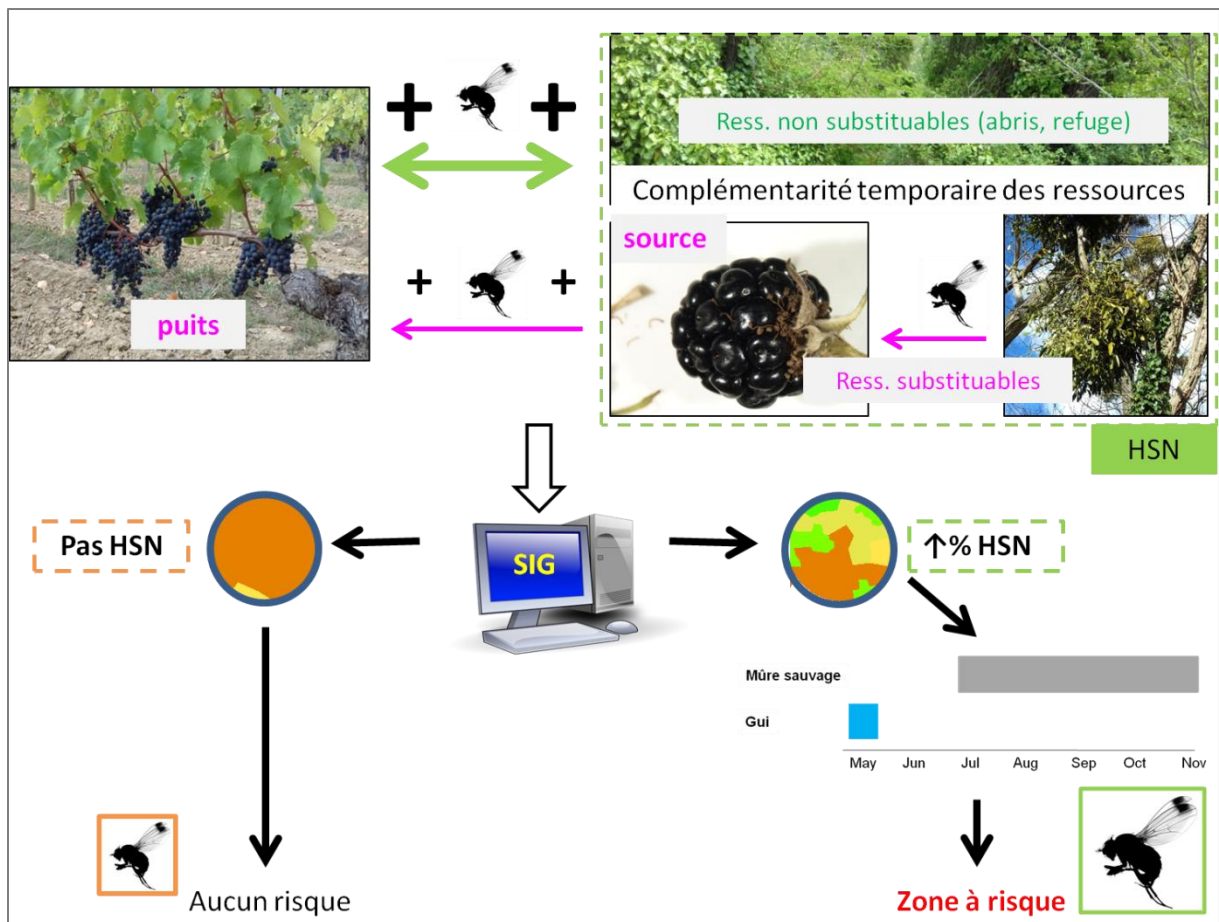 + +
Ress. non substituables (abris, refuge)
Complémentarité temporaire des ressources
source
puits
+ +
Ress. substituables
HSN
Pas HSN
SIG
↑% HSN
Mûre sauvage
Gui
May Jun Jul Aug Sep Oct Nov
Aucun risque
Zone à risque